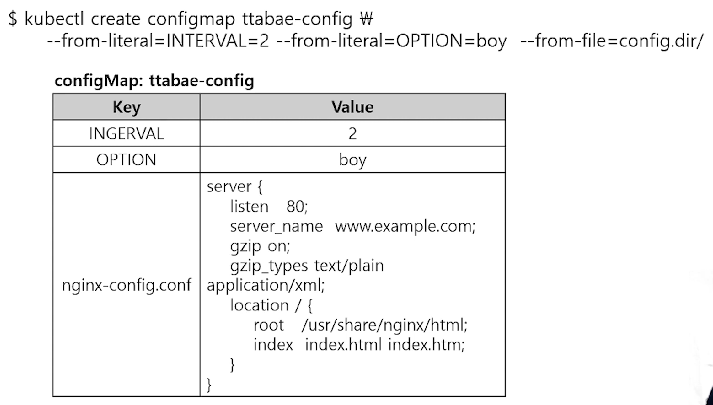 $ kubectl create configmap ttabae-config ₩
--from-literal=INTERVAL=2 --from-literal=OPTION=boy --from-file=config.dir/
configMap: ttabae-config
Key Value
INGERVAL 2
OPTION boy
nginx-config.conf
server {
listen 80;
server_name www.example.com;
gzip on;
gzip_types text/plain
application/xml;
location / {
root /usr/share/nginx/html;
index index.html index.htm;
}
}